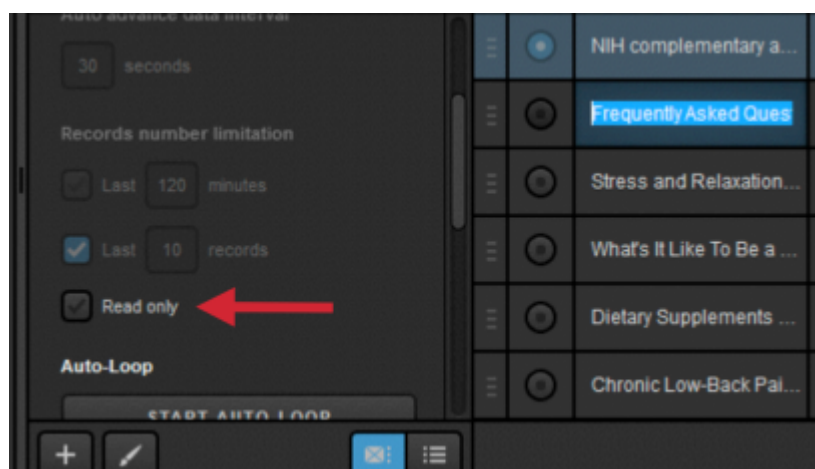 Auto advance data interval
30 seconds
Records number limitation
Last 120 minutes
Last 10 records
Read only
Auto-Loop
START AUTO LOOP
NIH complementary a...
Frequently Asked Ques
Stress and Relaxation...
What's It Like To Be a ...
Dietary Supplements ...
Chronic Low-Back Pai...